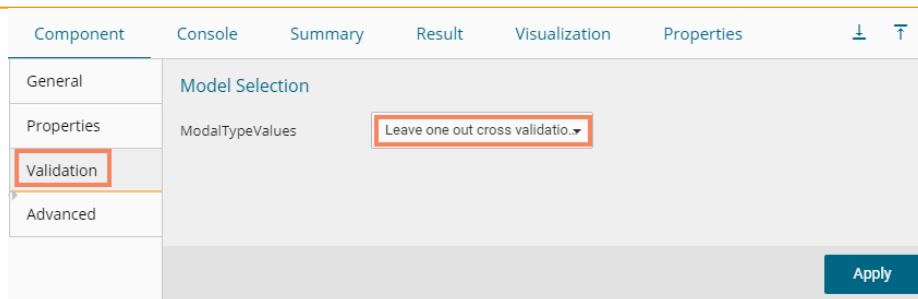 Component Console Summary Result Visualization Properties
General
Properties
Validation
Advanced
Model Selection
ModalTypeValues Leave one out cross validatio..
Apply